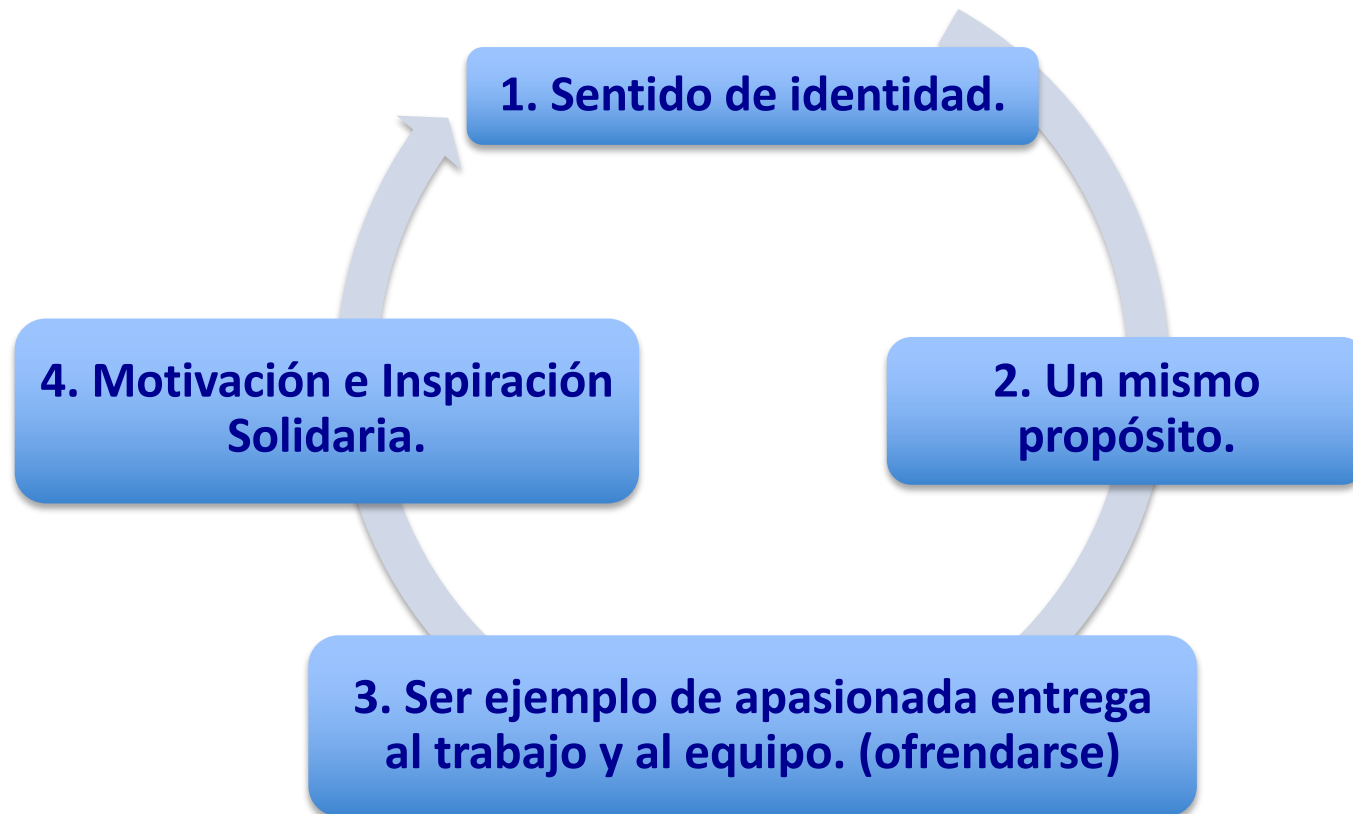 1. Sentido de identidad.
2. Un mismo
propósito.
3. Ser ejemplo de apasionada entrega
al trabajo y al equipo. (ofrendarse)
4. Motivación e Inspiración
Solidaria.